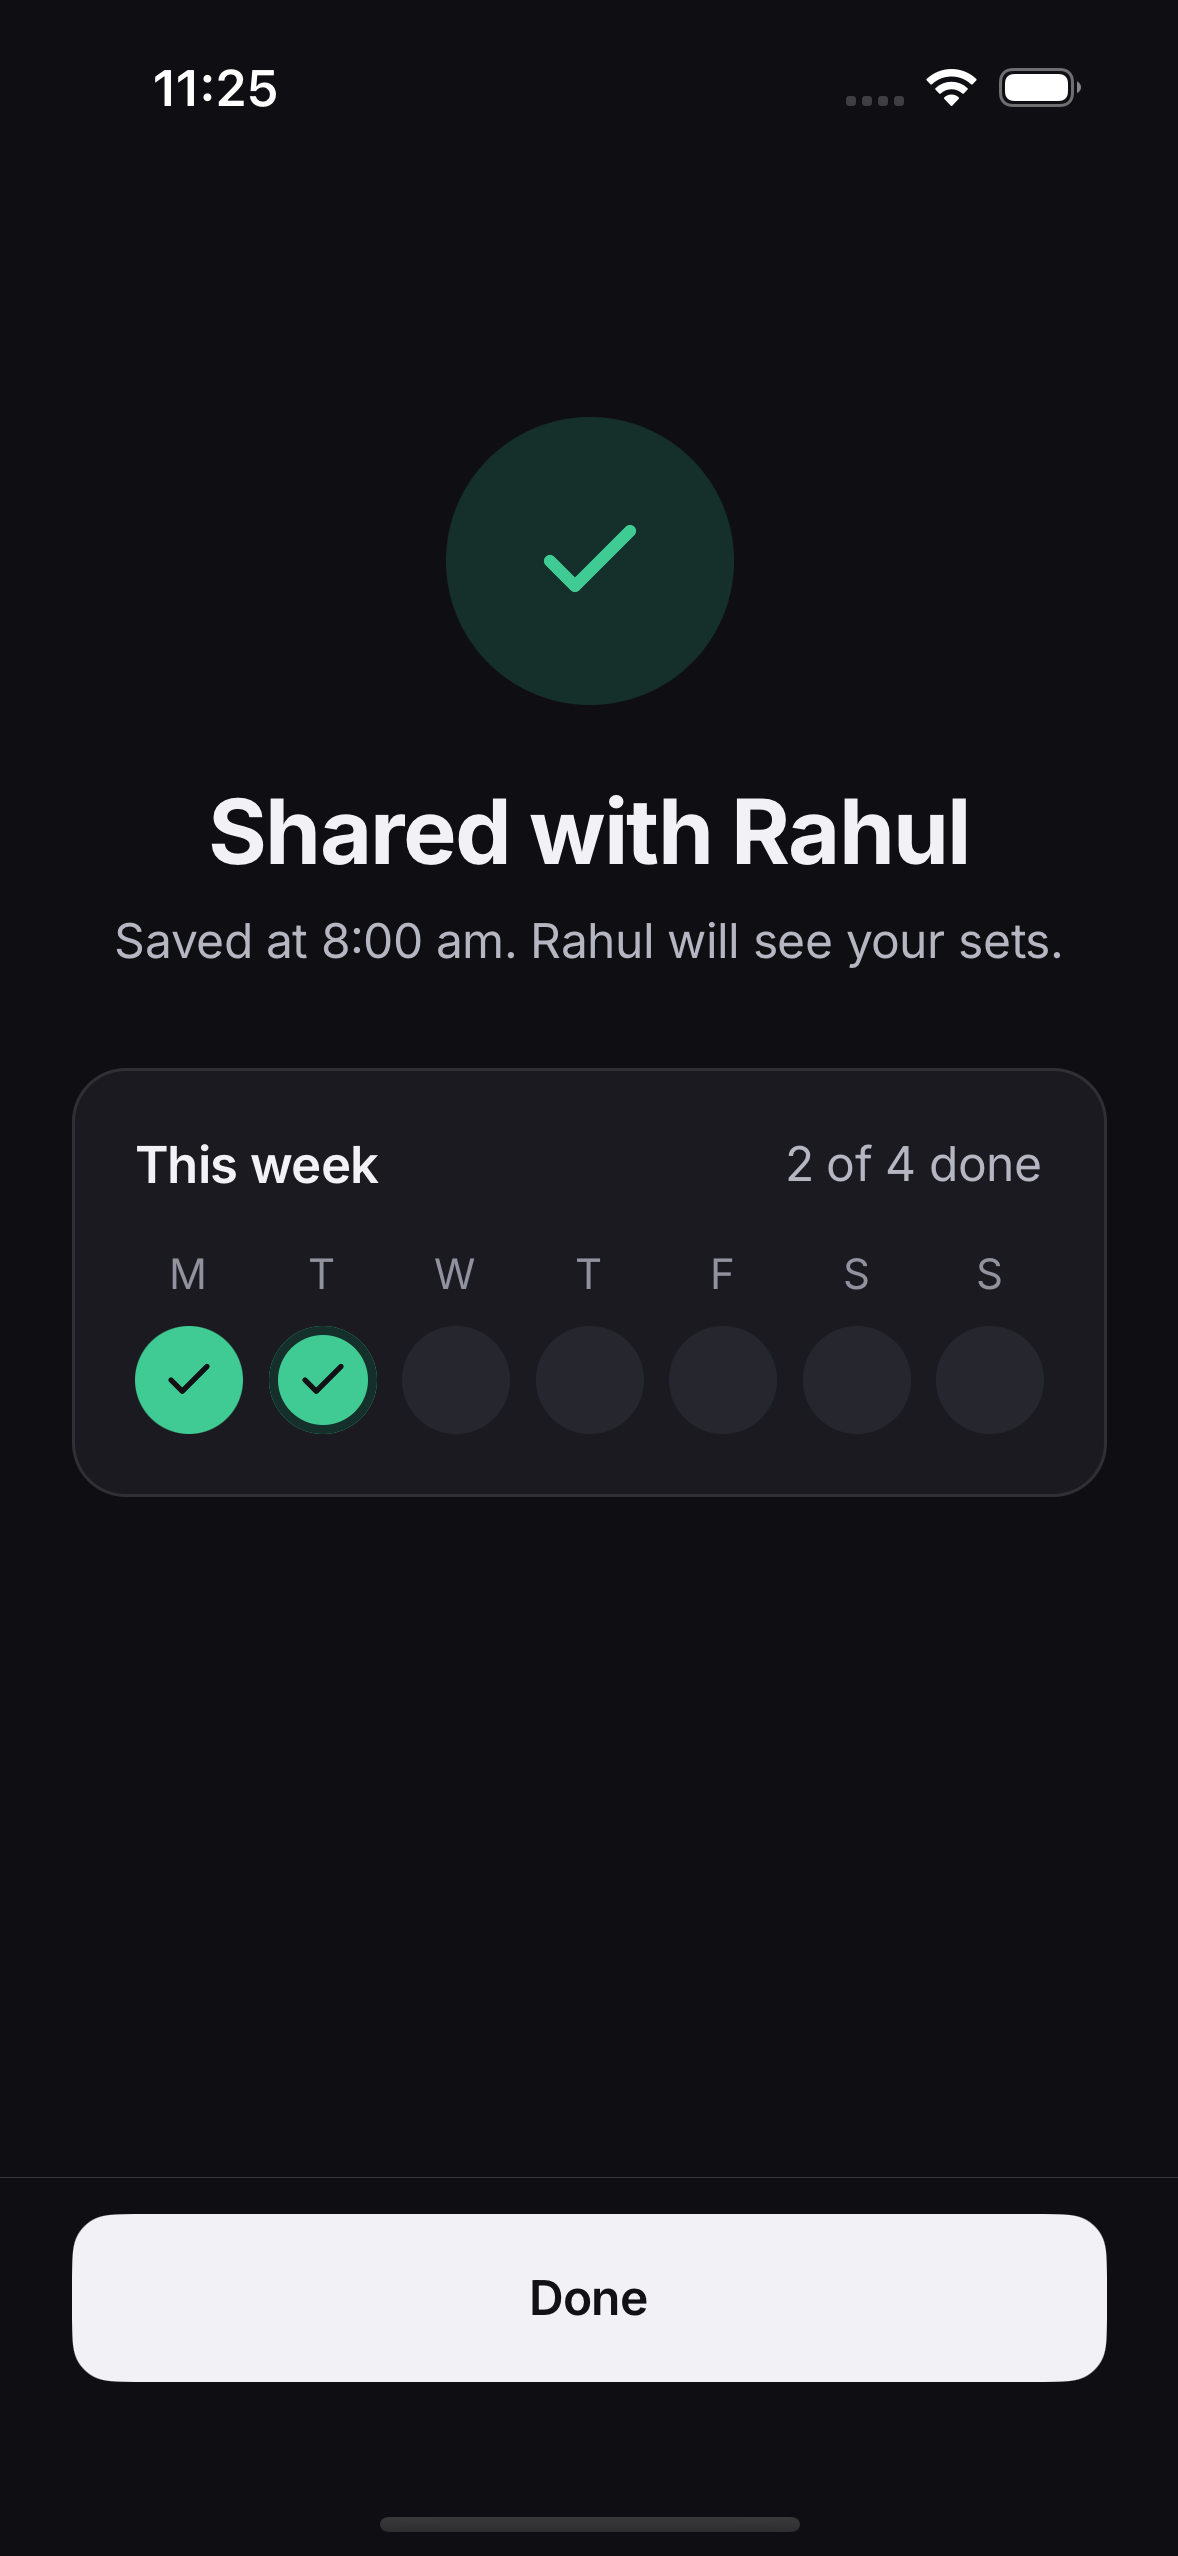 11:25
Shared with Rahul
Saved at 8:00 am. Rahul will see your sets.
This week 2 of 4 done
M T W T F S S
Done